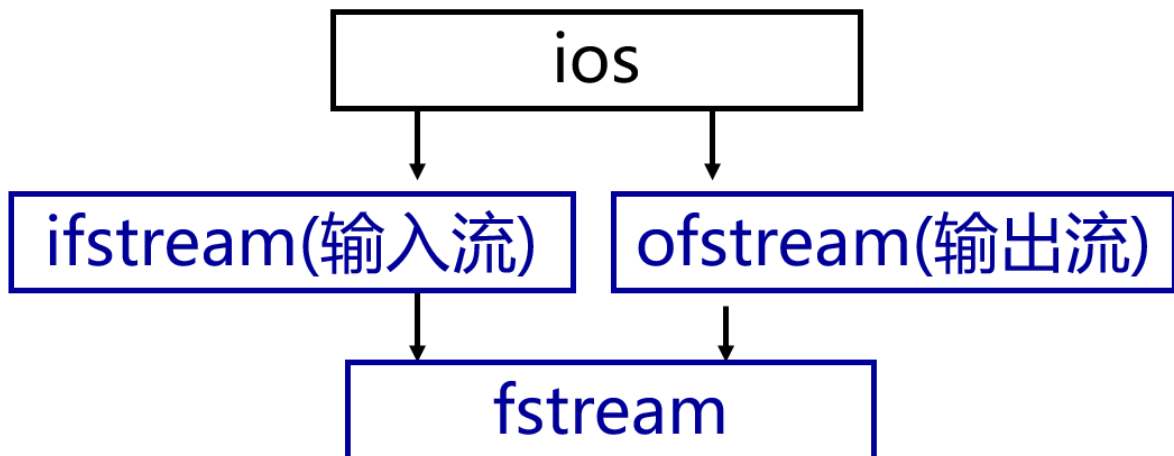 ios
ifstream(输入流)
ofstream(输出流)
fstream